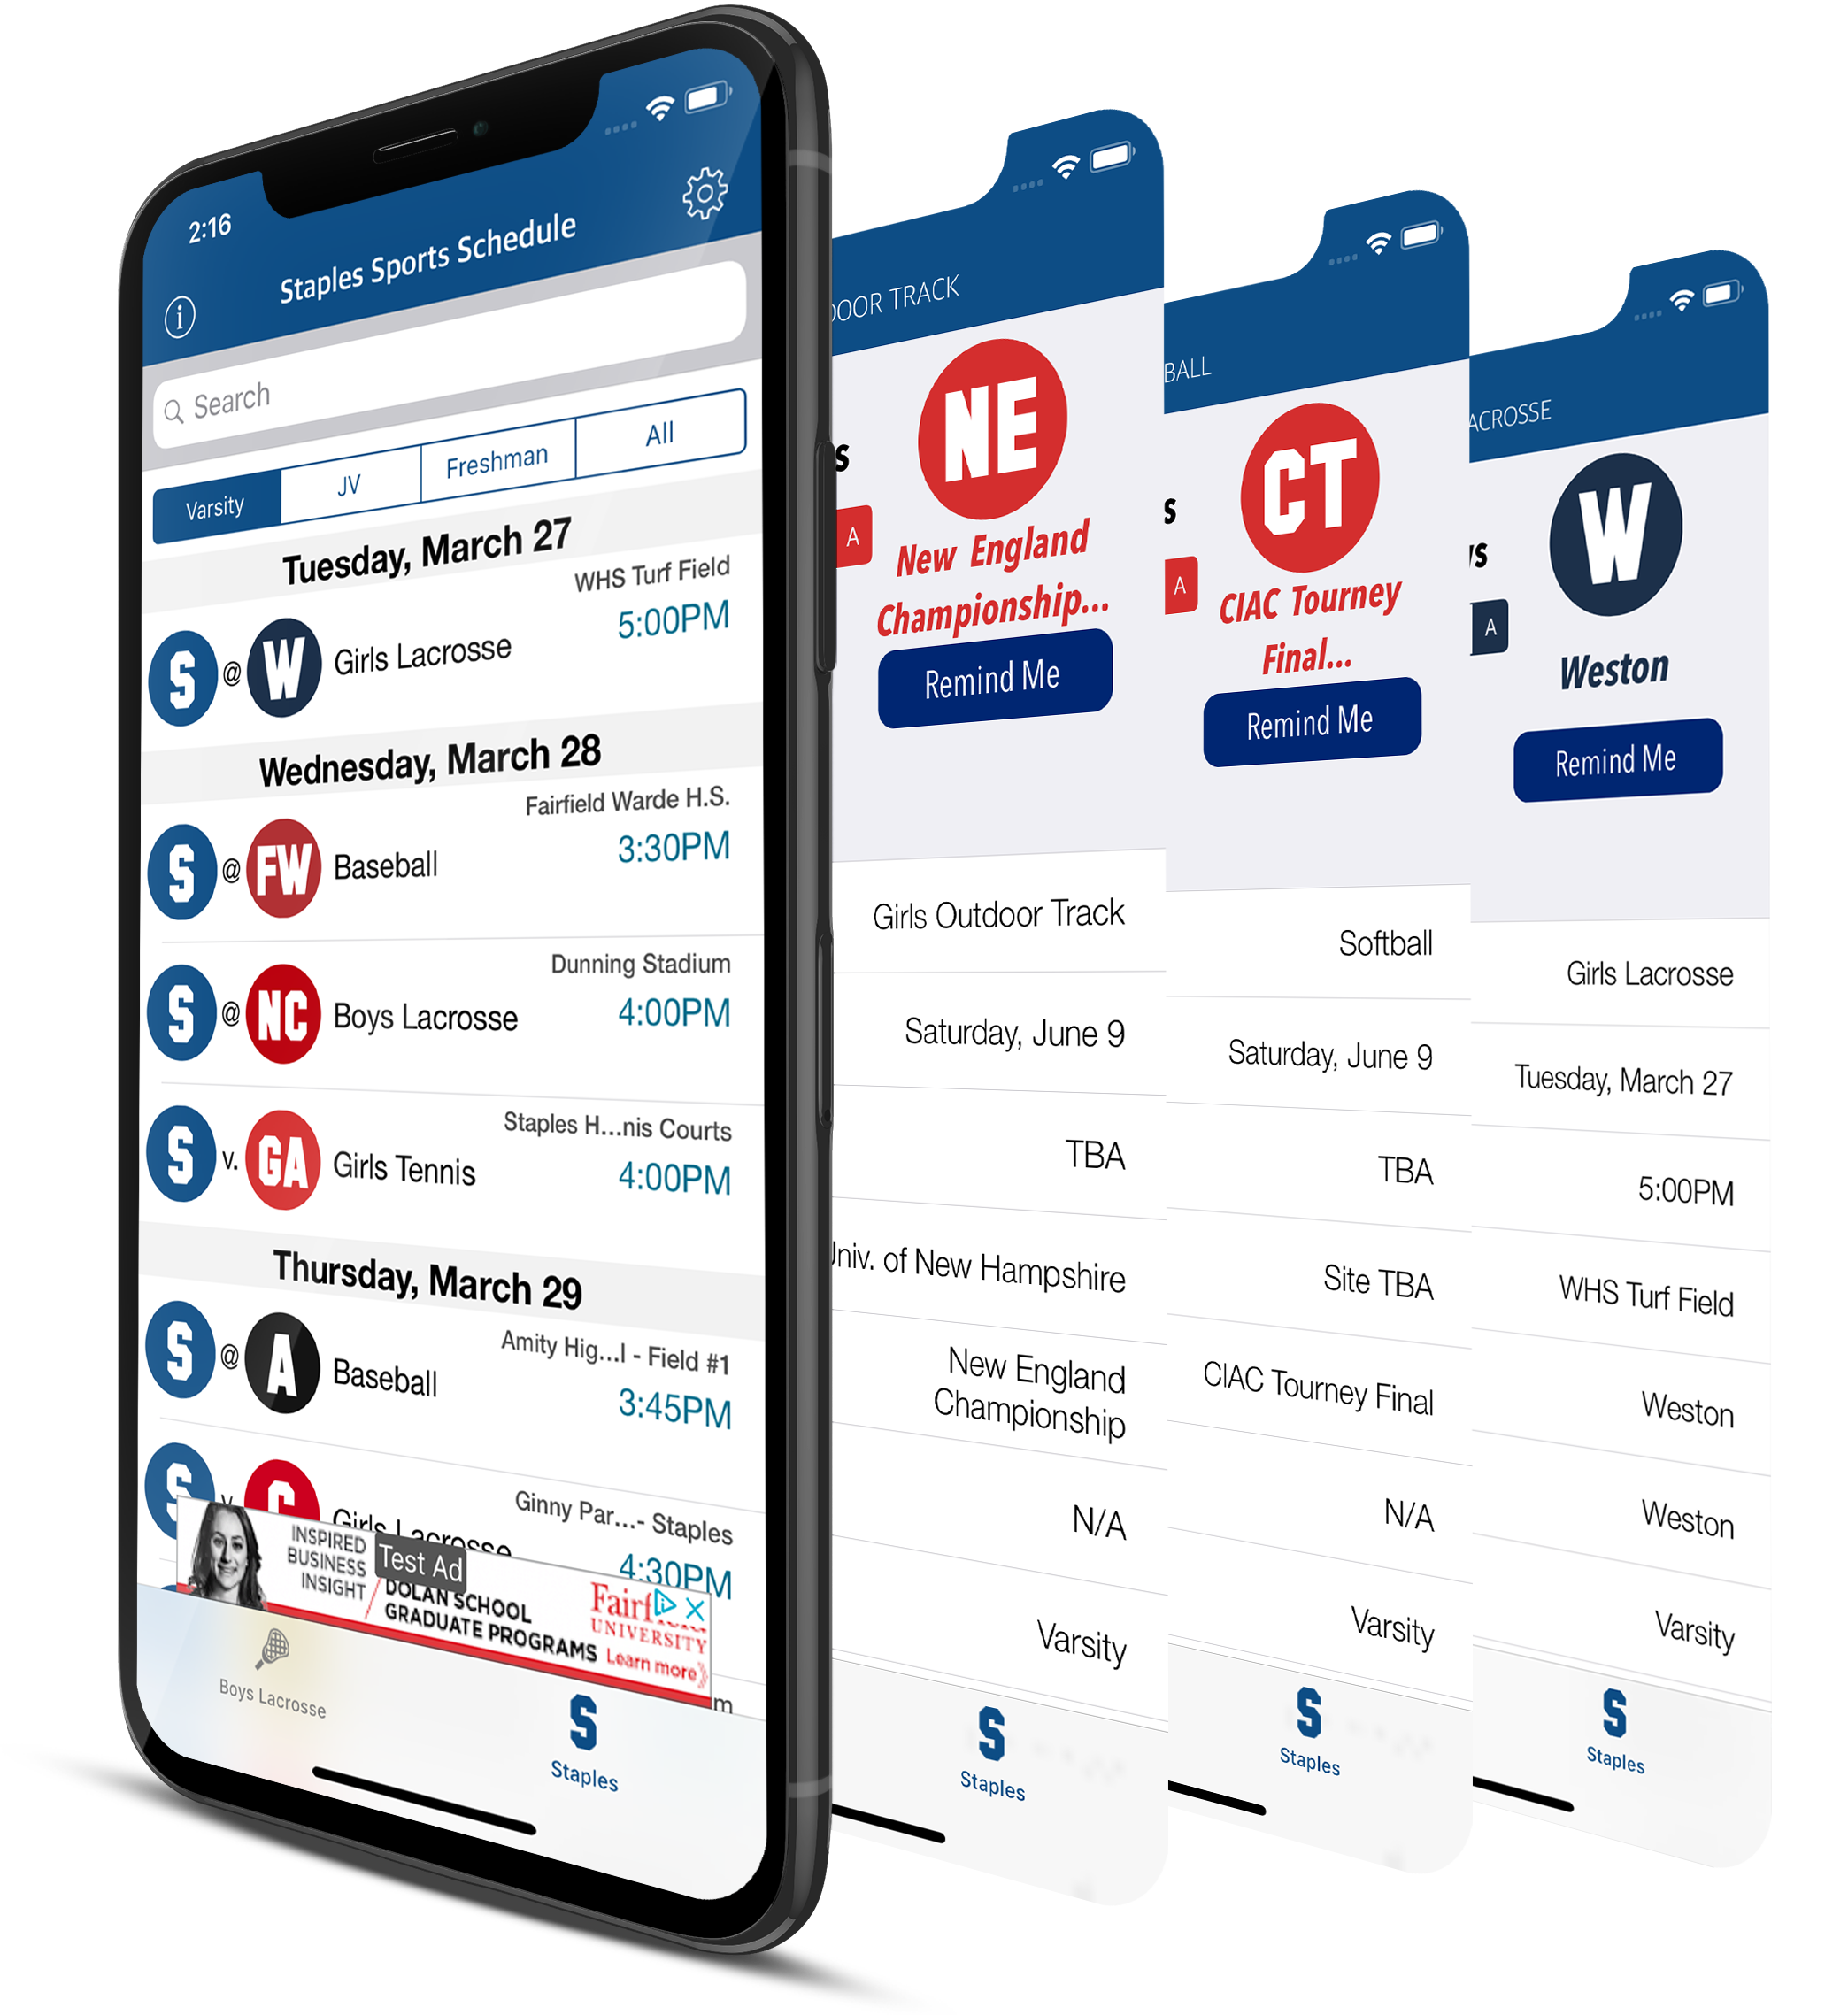 2:16
Staples Sports Schedule
i
Search
Varsity
JV
Freshman
All
Tuesday, March 27
WHS Turf Field
S @ W Girls Lacrosse
5:00PM
Wednesday, March 28
Fairfield Warde H.S.
S @ FW Baseball
3:30PM
Dunning Stadium
S @ NC Boys Lacrosse
4:00PM
Staples H...nis Courts
S v. GA Girls Tennis
4:00PM
Thursday, March 29
Amity Hig...l - Field #1
S @ A Baseball
3:45PM
Ginny Par...- Staples
S v. Girls Lacrosse
4:30PM
INSPIRED
BUSINESS
INSIGHT
Test Ad
DOLAN SCHOOL
GRADUATE PROGRAMS
UNIVERSITY
Learn more
m
Boys Lacrosse
S
Staples
DOOR TRACK
NE
s
A
New England
Championship...
Remind Me
Girls Outdoor Track
Saturday, June 9
TBA
Univ. of New Hampshire
New England
Championship
N/A
Varsity
S
Staples
BALL
CT
s
A
CIAC Tourney
Final...
Remind Me
Softball
Saturday, June 9
TBA
Site TBA
CIAC Tourney Final
N/A
Varsity
S
Staples
ACROSSE
W
s
A
Weston
Remind Me
Girls Lacrosse
Tuesday, March 27
5:00PM
WHS Turf Field
Weston
Weston
Varsity
S
Staples